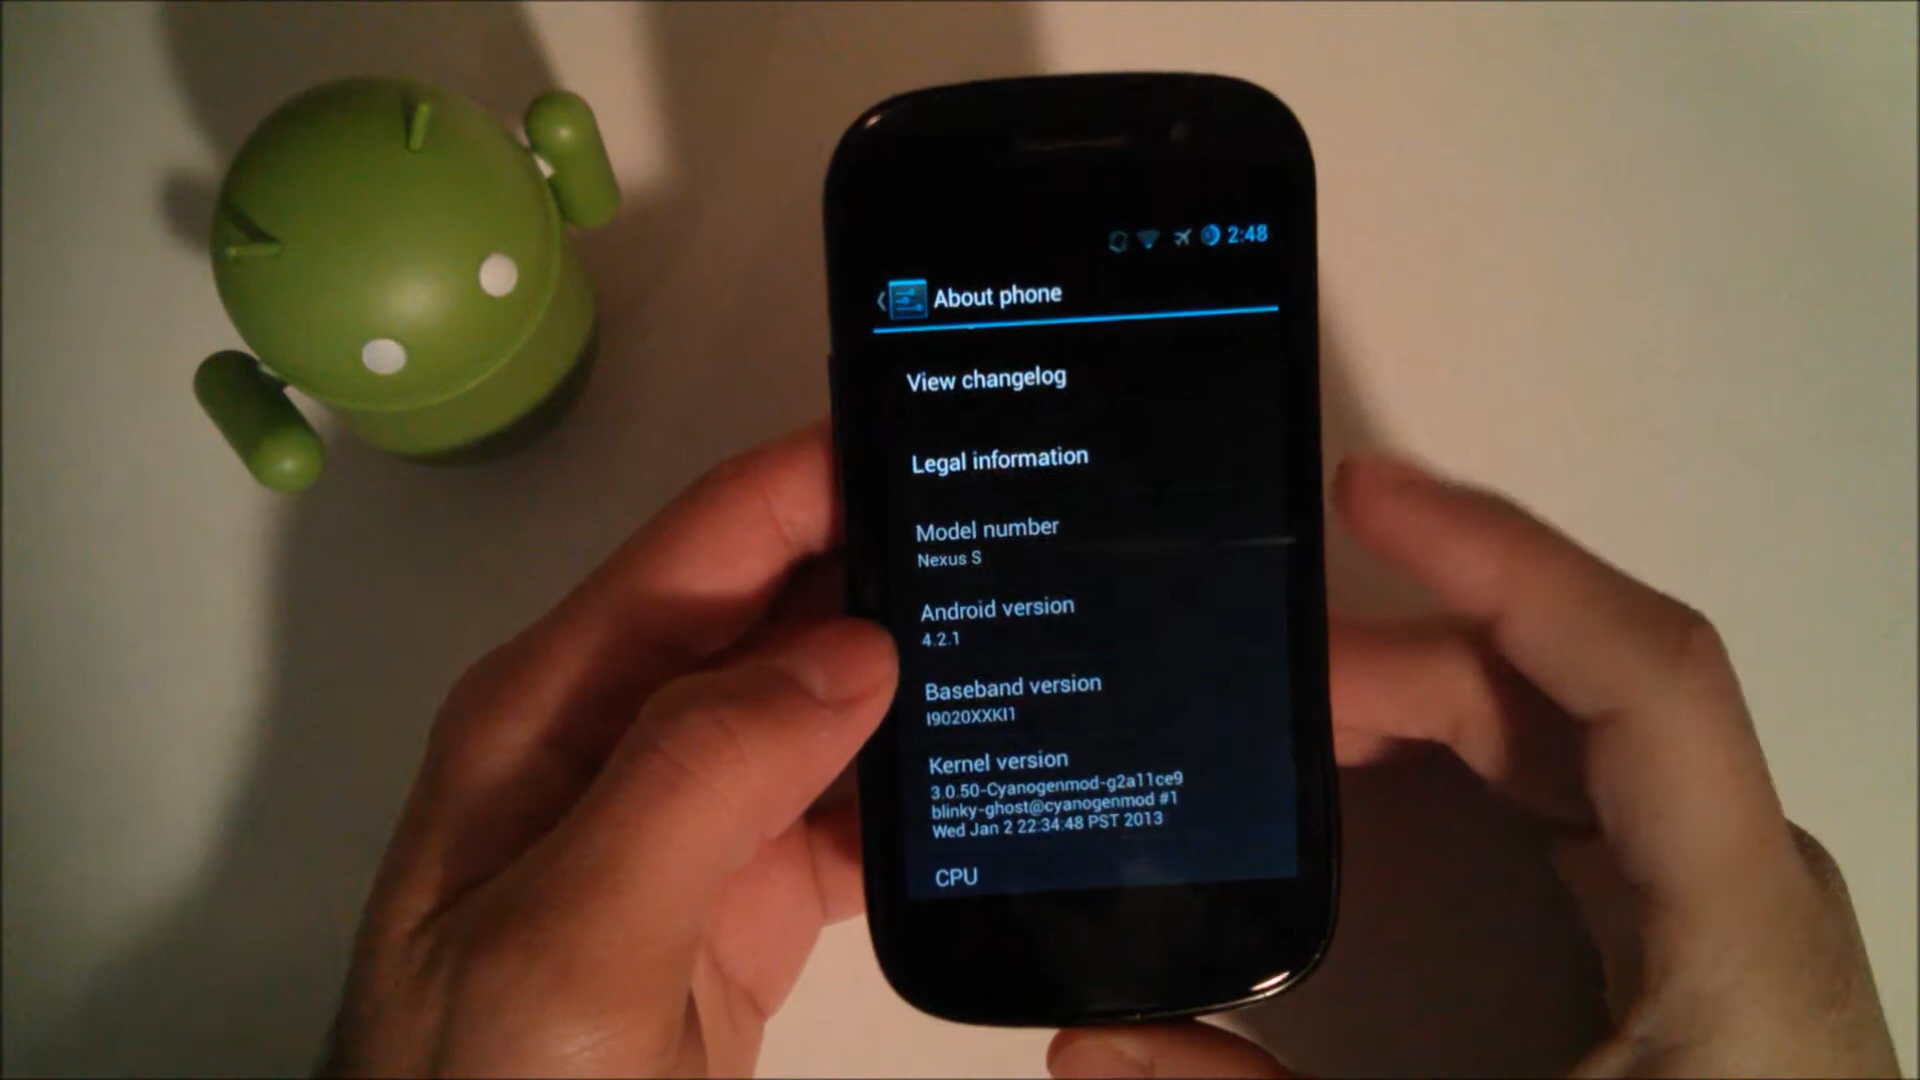 2:48
About phone
View changelog
Legal information
Model number
Nexus S
Android version
4.2.1
Baseband version
I9020XXKI1
Kernel version
3.0.50-Cyanogenmod-g2a11ce9
blinky-ghost@cyanogenmod #1
Wed Jan 2 22:34:48 PST 2013
CPU